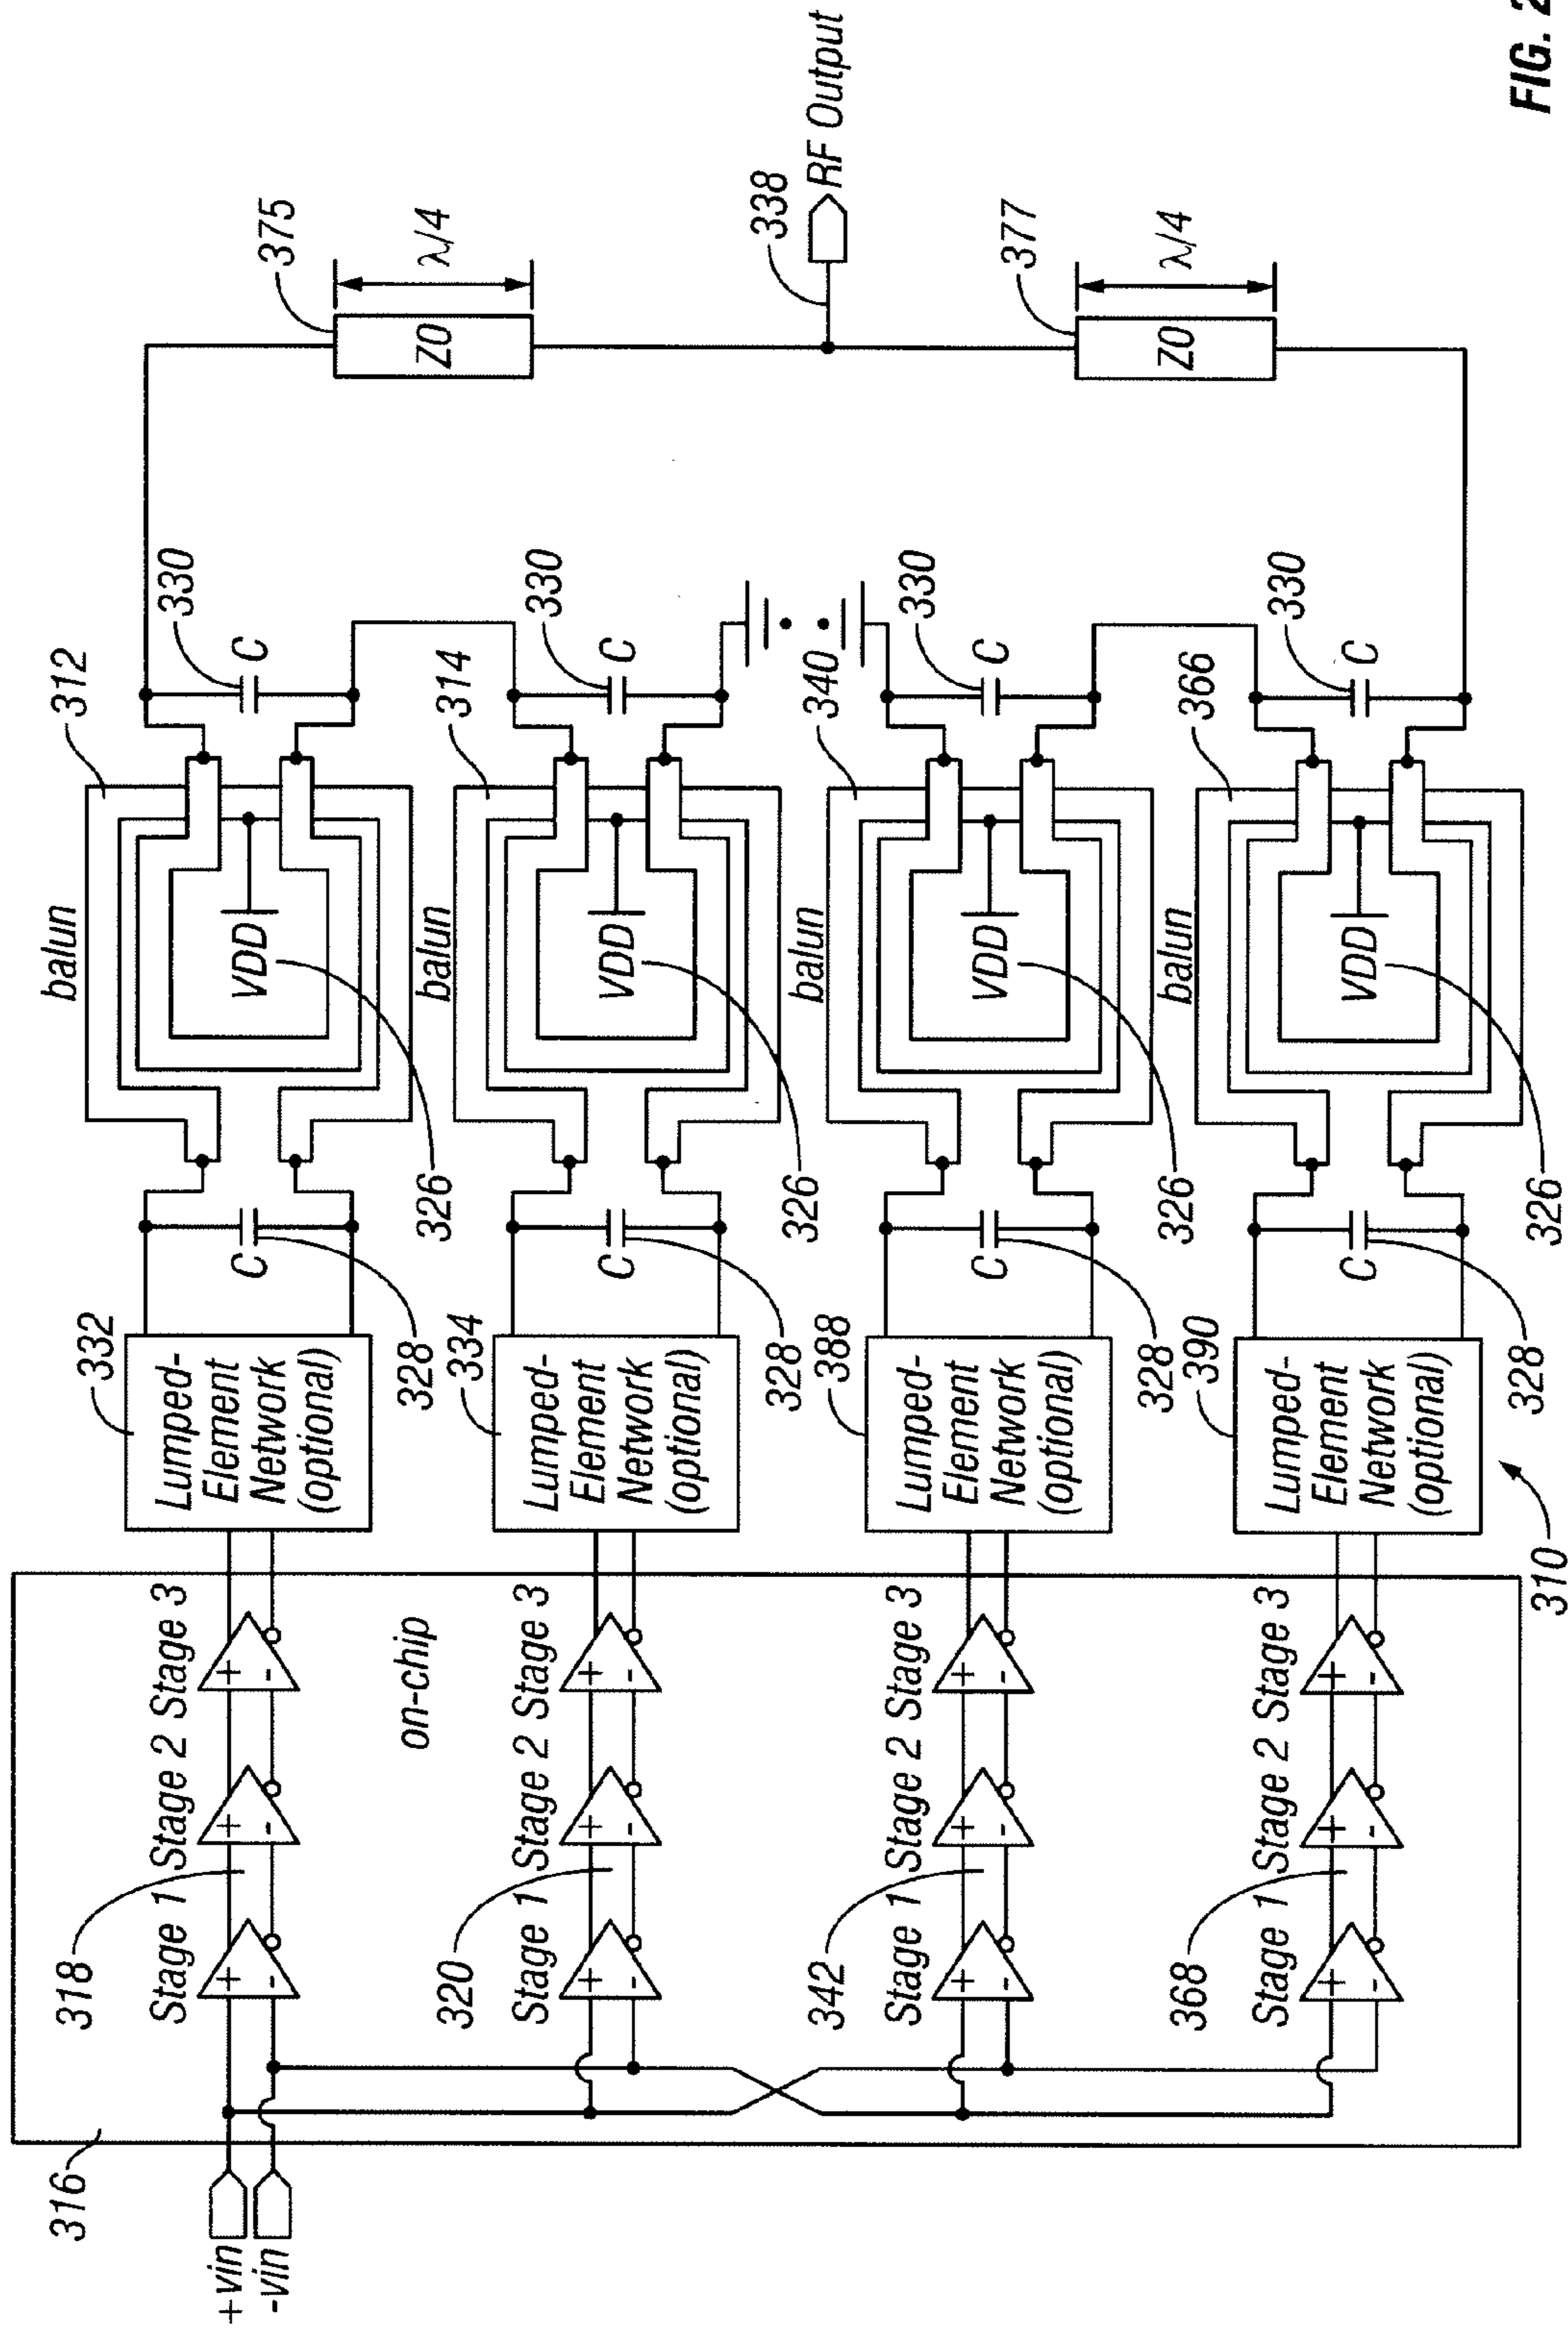 316
+vin
-vin
318
Stage 1
Stage 2
Stage 3
+
-
+
-
+
-
on-chip
332
Lumped-
Element
Network
(optional)
C
328
balun
312
VDD
326
330
C
375
Z0
λ/4
320
Stage 1
Stage 2
Stage 3
+
-
+
-
+
-
334
Lumped-
Element
Network
(optional)
C
328
balun
314
VDD
326
330
C
338
RF Output
342
Stage 1
Stage 2
Stage 3
+
-
+
-
+
-
388
Lumped-
Element
Network
(optional)
C
328
balun
340
VDD
326
330
C
377
Z0
λ/4
368
Stage 1
Stage 2
Stage 3
+
-
+
-
+
-
390
Lumped-
Element
Network
(optional)
C
328
balun
366
VDD
326
330
C
310
FIG. 2